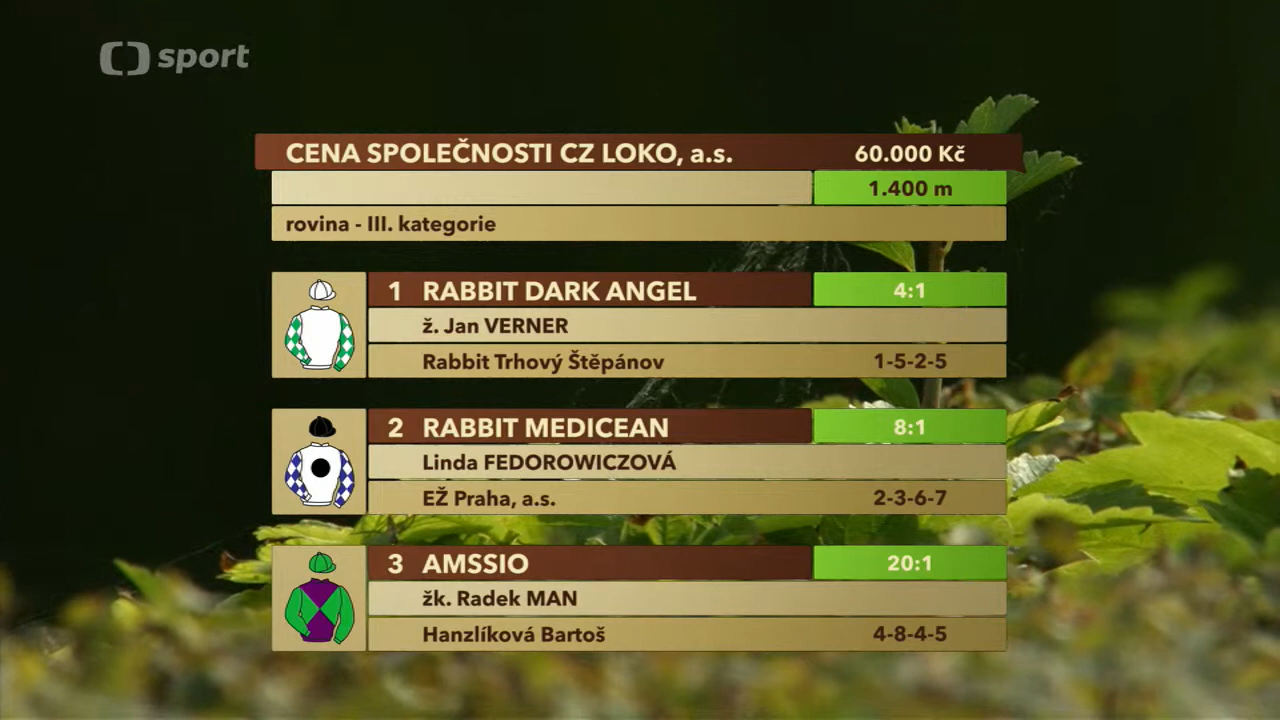 sport
CENA SPOLEČNOSTI CZ LOKO, a.s. 60.000 Kč
1.400 m
rovina - III. kategorie
1 RABBIT DARK ANGEL 4:1
ž. Jan VERNER
Rabbit Trhový Štěpánov 1-5-2-5
2 RABBIT MEDICEAN 8:1
Linda FEDOROWICZOVÁ
EŽ Praha, a.s. 2-3-6-7
3 AMSSIO 20:1
žk. Radek MAN
Hanzlíková Bartoš 4-8-4-5